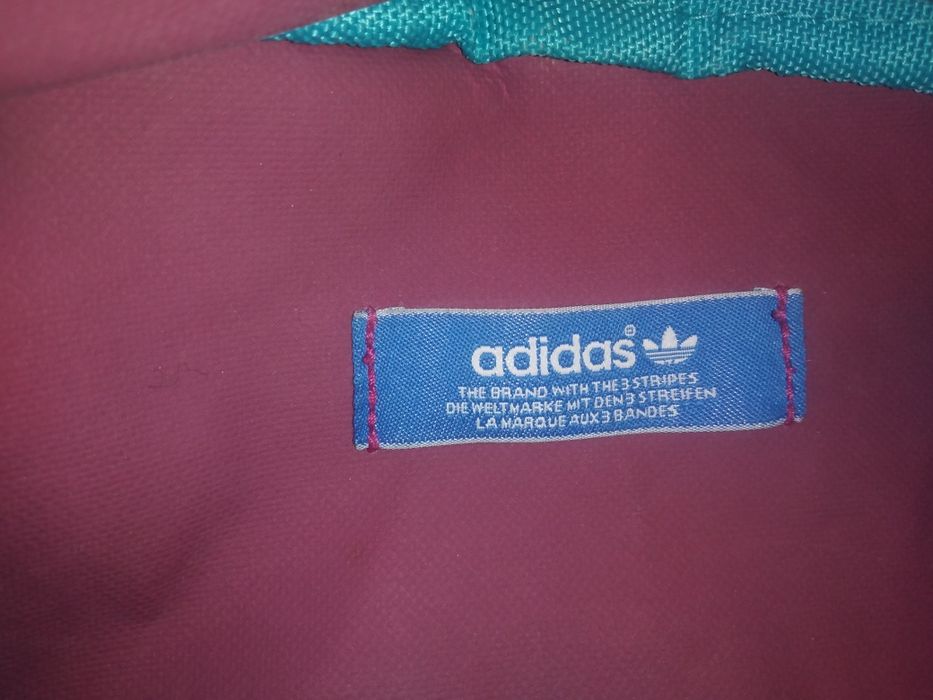 adidas®
THE BRAND WITH THE 3 STRIPES
DIE WELTMARKE MIT DEN 3 STREIFEN
LA MARQUE AUX 3 BANDES